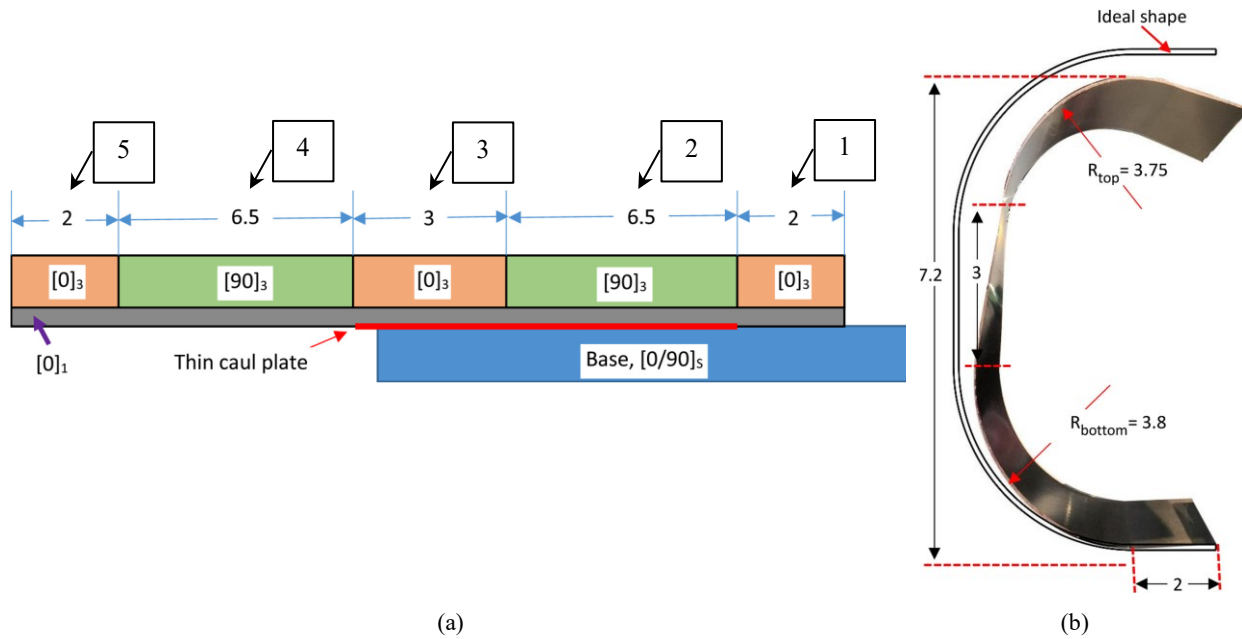 5
4
3
2
1
2
6.5
3
6.5
2
[0]₃
[90]₃
[0]₃
[90]₃
[0]₃
[0]₁
Thin caul plate
Base, [0/90]ₛ
(a)
Ideal shape
R_top= 3.75
7.2
3
R_bottom= 3.8
2
(b)